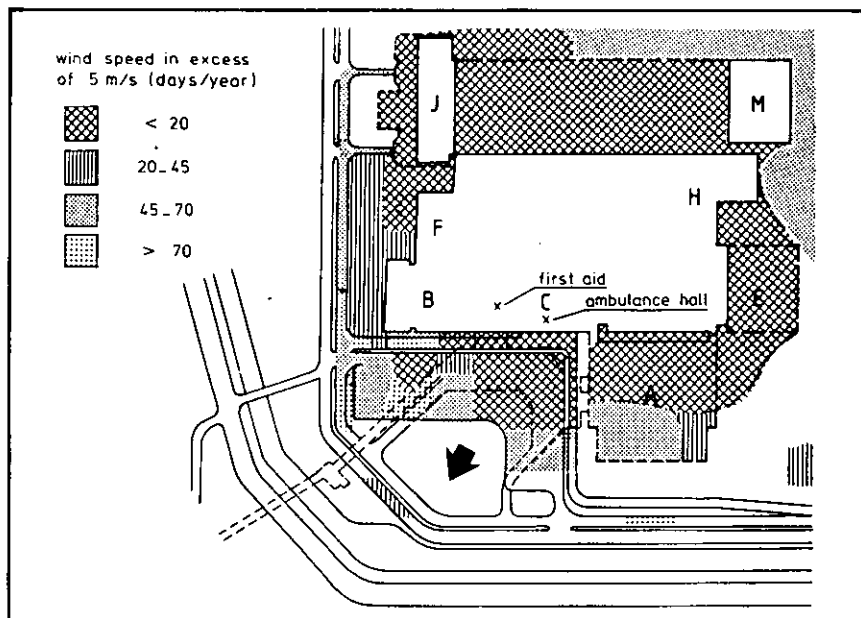 wind speed in excess
of 5 m/s (days/year)
< 20
20_45
45_70
> 70
J
M
H
F
B
C
first aid
ambulance hall
E
A